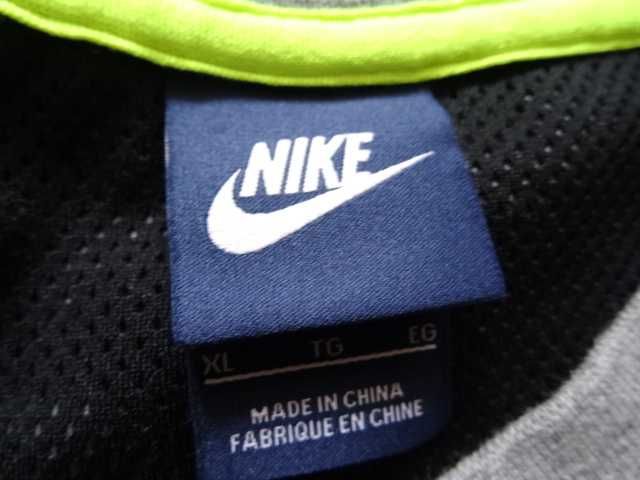 NIKE
XL TG EG
MADE IN CHINA
FABRIQUE EN CHINE